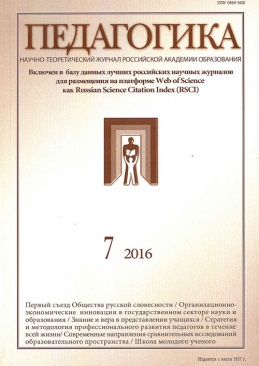 ISSN 0869-561X
ПЕДАГОГИКА
НАУЧНО-ТЕОРЕТИЧЕСКИЙ ЖУРНАЛ РОССИЙСКОЙ АКАДЕМИИ ОБРАЗОВАНИЯ
Включен в базу данных лучших российских научных журналов
для размещения на платформе Web of Science
как Russian Science Citation Index (RSCI)
7 2016
Первый съезд Общества русской словесности / Организационно-
экономические инновации в государственном секторе науки и
образования / Знание и вера в представлении учащихся / Стратегия
и методология профессионального развития педагогов в течение
всей жизни/ Современные направления сравнительных исследований
образовательного пространства / Школа молодого ученого
Издается с июля 1937 г.